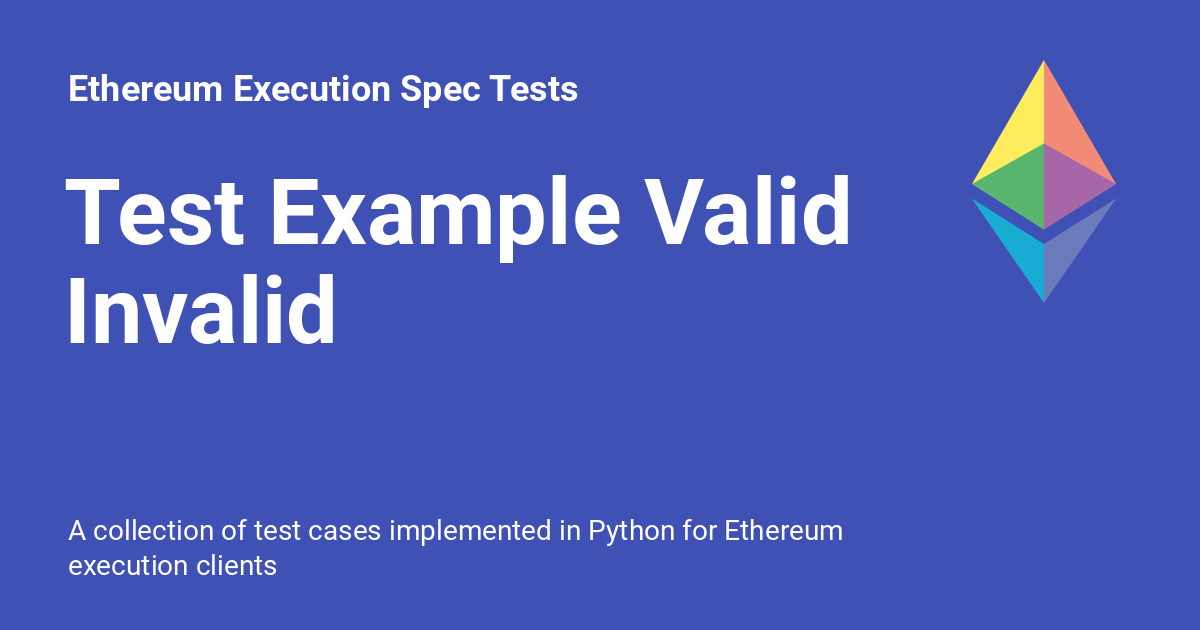 Ethereum Execution Spec Tests
Test Example Valid
Invalid
A collection of test cases implemented in Python for Ethereum
execution clients